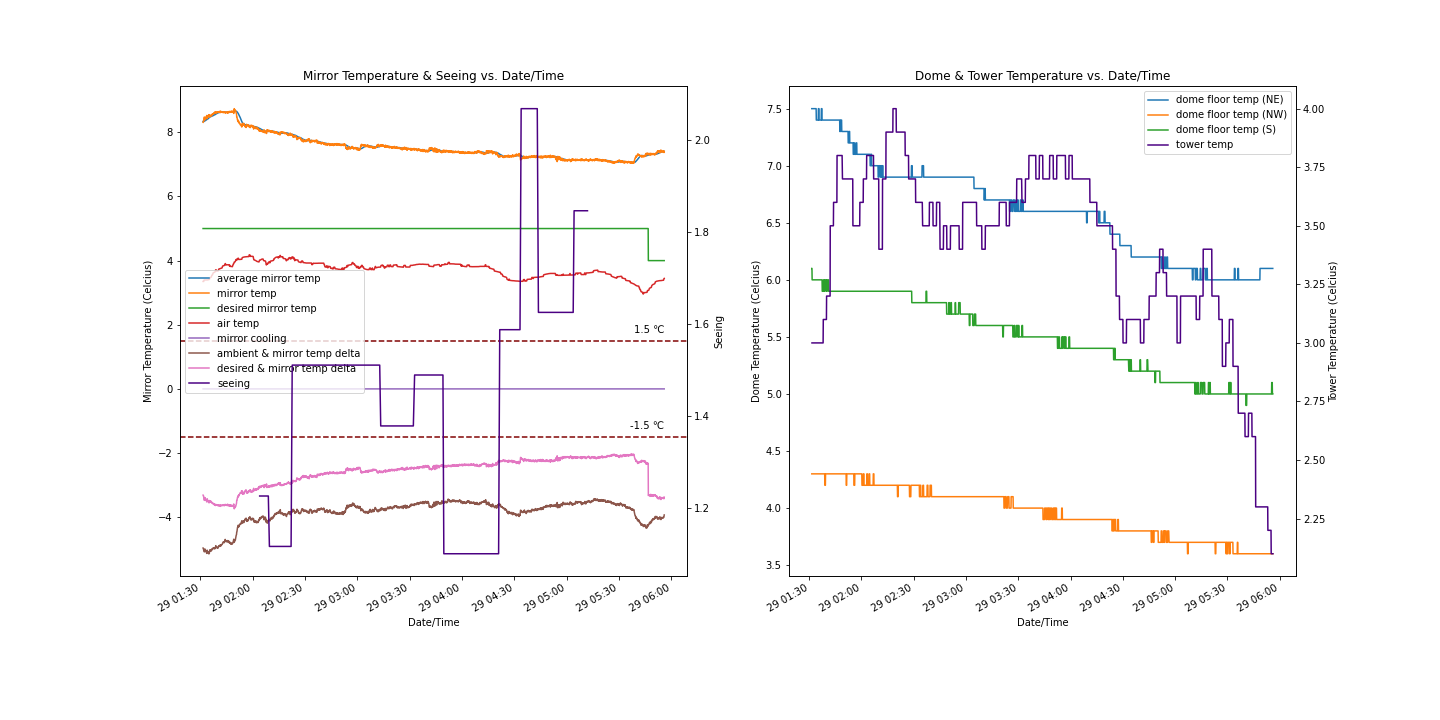 Mirror Temperature & Seeing vs. Date/Time
Mirror Temperature (Celcius)
8
6
4
2
0
−2
−4
average mirror temp
mirror temp
desired mirror temp
air temp
mirror cooling
ambient & mirror temp delta
desired & mirror temp delta
seeing
1.5 °C
-1.5 °C
2.0
1.8
1.6
1.4
1.2
Seeing
29 01:30
29 02:00
29 02:30
29 03:00
29 03:30
29 04:00
29 04:30
29 05:00
29 05:30
29 06:00
Date/Time
Dome & Tower Temperature vs. Date/Time
Dome Temperature (Celcius)
7.5
7.0
6.5
6.0
5.5
5.0
4.5
4.0
3.5
dome floor temp (NE)
dome floor temp (NW)
dome floor temp (S)
tower temp
4.00
3.75
3.50
3.25
3.00
2.75
2.50
2.25
Tower Temperature (Celcius)
29 01:30
29 02:00
29 02:30
29 03:00
29 03:30
29 04:00
29 04:30
29 05:00
29 05:30
29 06:00
Date/Time